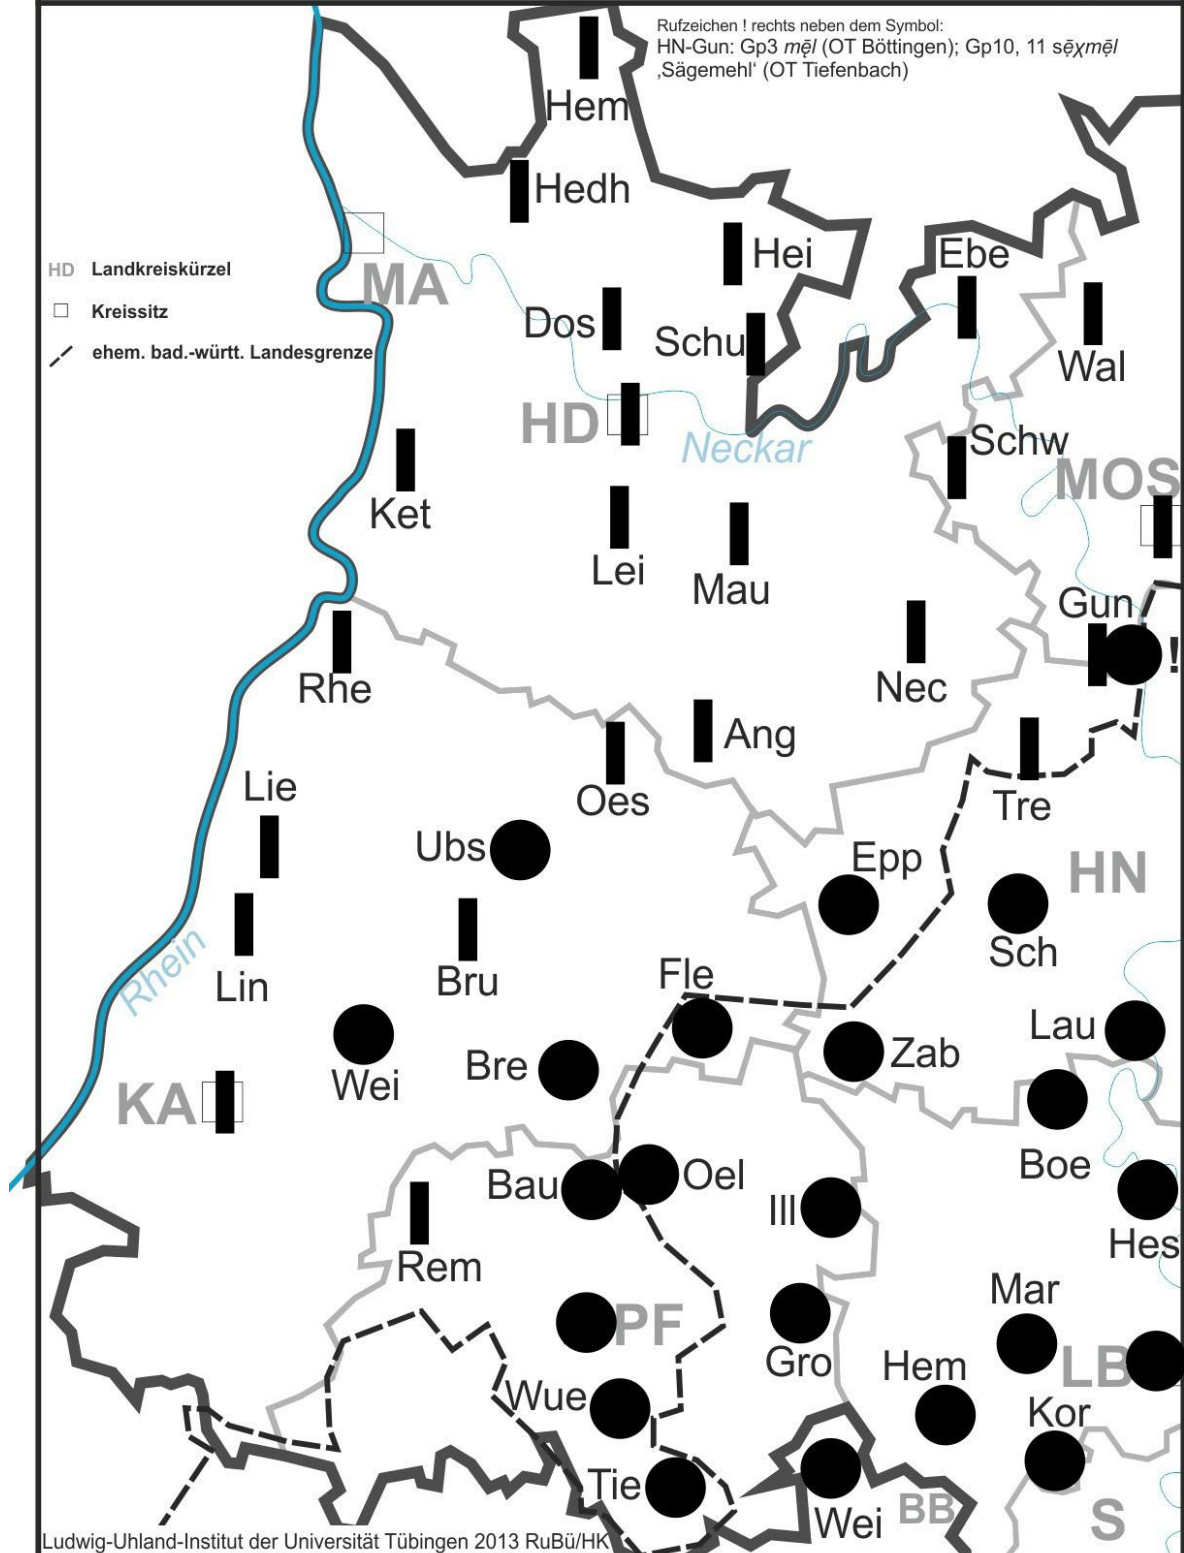 Rufzeichen ! rechts neben dem Symbol:
HN-Gun: Gp3 mẹ̄l (OT Böttingen); Gp10, 11 sẹ̄χmẹ̄l
‚Sägemehl‘ (OT Tiefenbach)
Hem
Hedh
Hei
Ebe
HD Landkreiskürzel
MA
Kreissitz
Dos
Schu
ehem. bad.-württ. Landesgrenze
Wal
HD
Neckar
Schw
MOS
Ket
Lei
Mau
Gun
!
Rhe
Nec
Ang
Lie
Oes
Tre
Ubs
Epp
HN
Sch
Rhein
Lin
Bru
Fle
Lau
Zab
Bre
Wei
KA
Boe
Bau
Oel
Ill
Hes
Rem
Mar
PF
Gro
Hem
LB
Wue
Kor
Tie
Wei
BB
S
Ludwig-Uhland-Institut der Universität Tübingen 2013 RuBü/HK